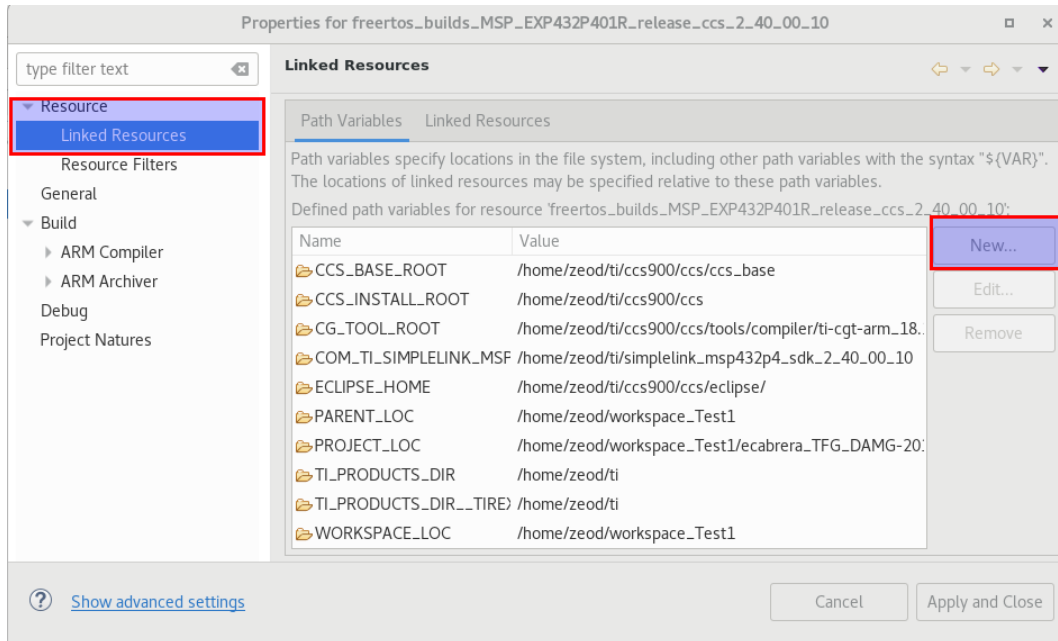 Properties for freertos_builds_MSP_EXP432P401R_release_ccs_2_40_00_10
type filter text
Linked Resources
Resource
Linked Resources
Resource Filters
General
Build
ARM Compiler
ARM Archiver
Debug
Project Natures
Path Variables Linked Resources
Path variables specify locations in the file system, including other path variables with the syntax "${VAR}".
The locations of linked resources may be specified relative to these path variables.
Defined path variables for resource 'freertos_builds_MSP_EXP432P401R_release_ccs_2_40_00_10':
Name Value
CCS_BASE_ROOT /home/zeod/ti/ccs900/ccs/ccs_base
CCS_INSTALL_ROOT /home/zeod/ti/ccs900/ccs
CG_TOOL_ROOT /home/zeod/ti/ccs900/ccs/tools/compiler/ti-cgt-arm_18..
COM_TI_SIMPLELINK_MSF /home/zeod/ti/simplelink_msp432p4_sdk_2_40_00_10
ECLIPSE_HOME /home/zeod/ti/ccs900/ccs/eclipse/
PARENT_LOC /home/zeod/workspace_Test1
PROJECT_LOC /home/zeod/workspace_Test1/ecabrera_TFG_DAMG-20
TI_PRODUCTS_DIR /home/zeod/ti
TI_PRODUCTS_DIR__TIREX /home/zeod/ti
WORKSPACE_LOC /home/zeod/workspace_Test1
New...
Edit...
Remove
Show advanced settings
Cancel Apply and Close